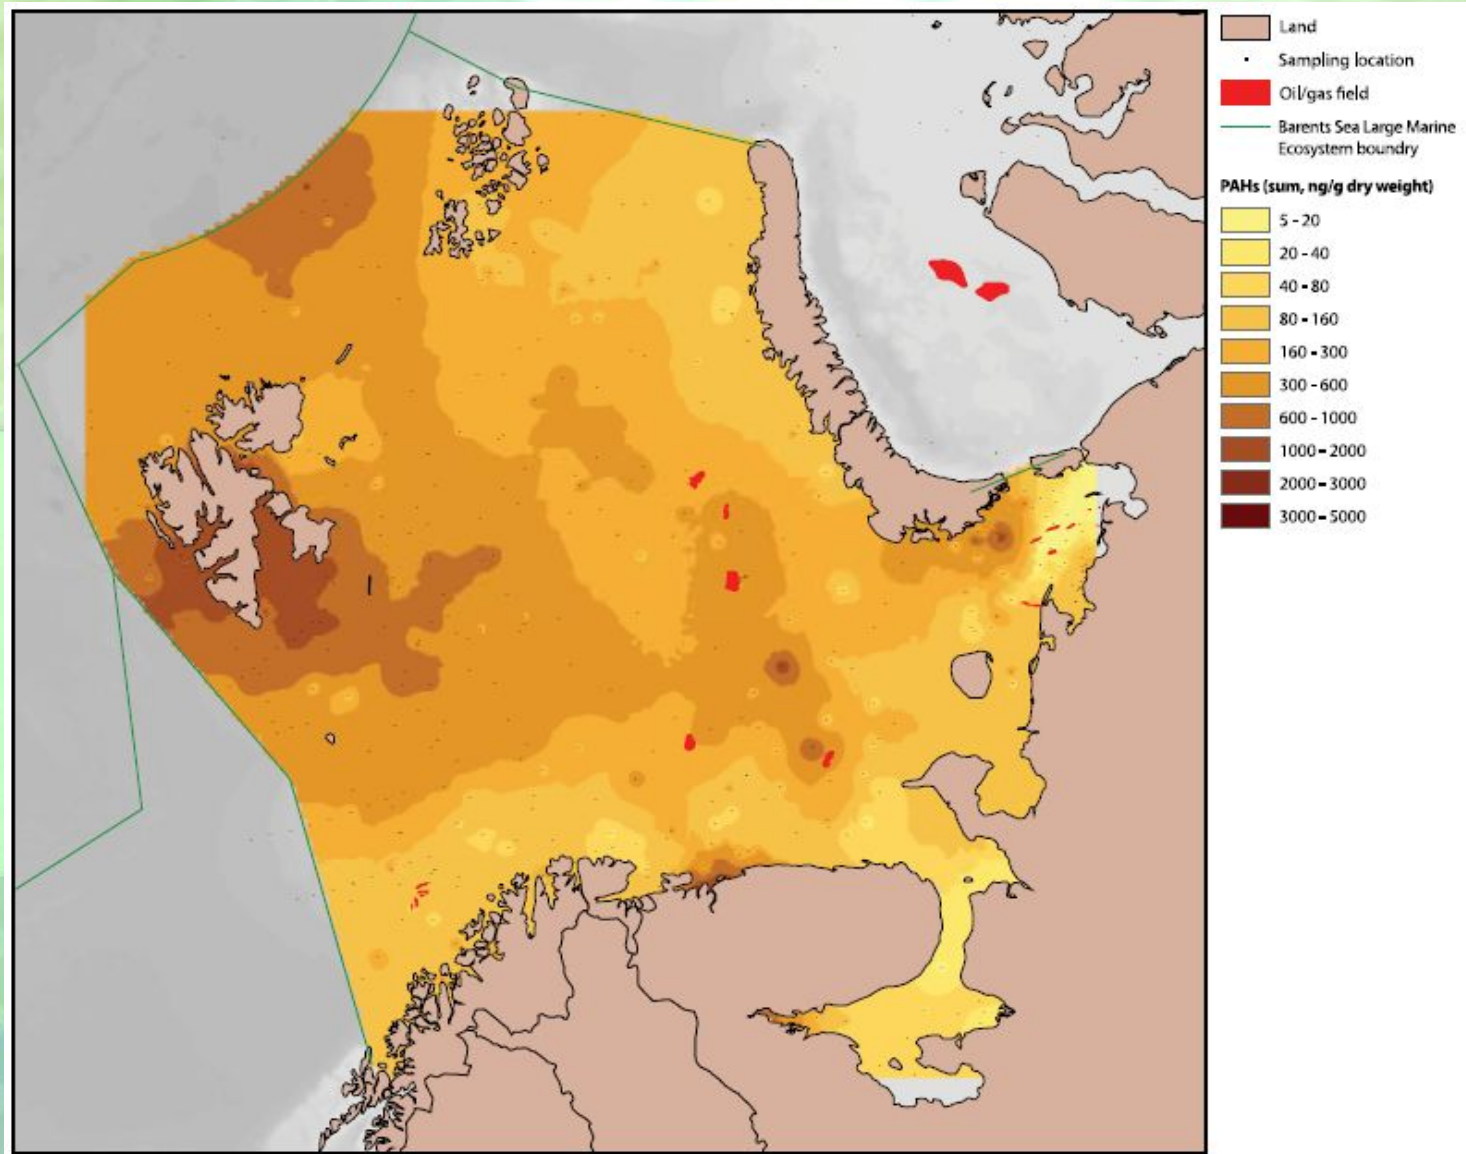 Land
Sampling location
Oil/gas field
Barents Sea Large Marine
Ecosystem boundry
PAHs (sum, ng/g dry weight)
5 - 20
20 - 40
40 - 80
80 - 160
160 - 300
300 - 600
600 - 1000
1000 - 2000
2000 - 3000
3000 - 5000